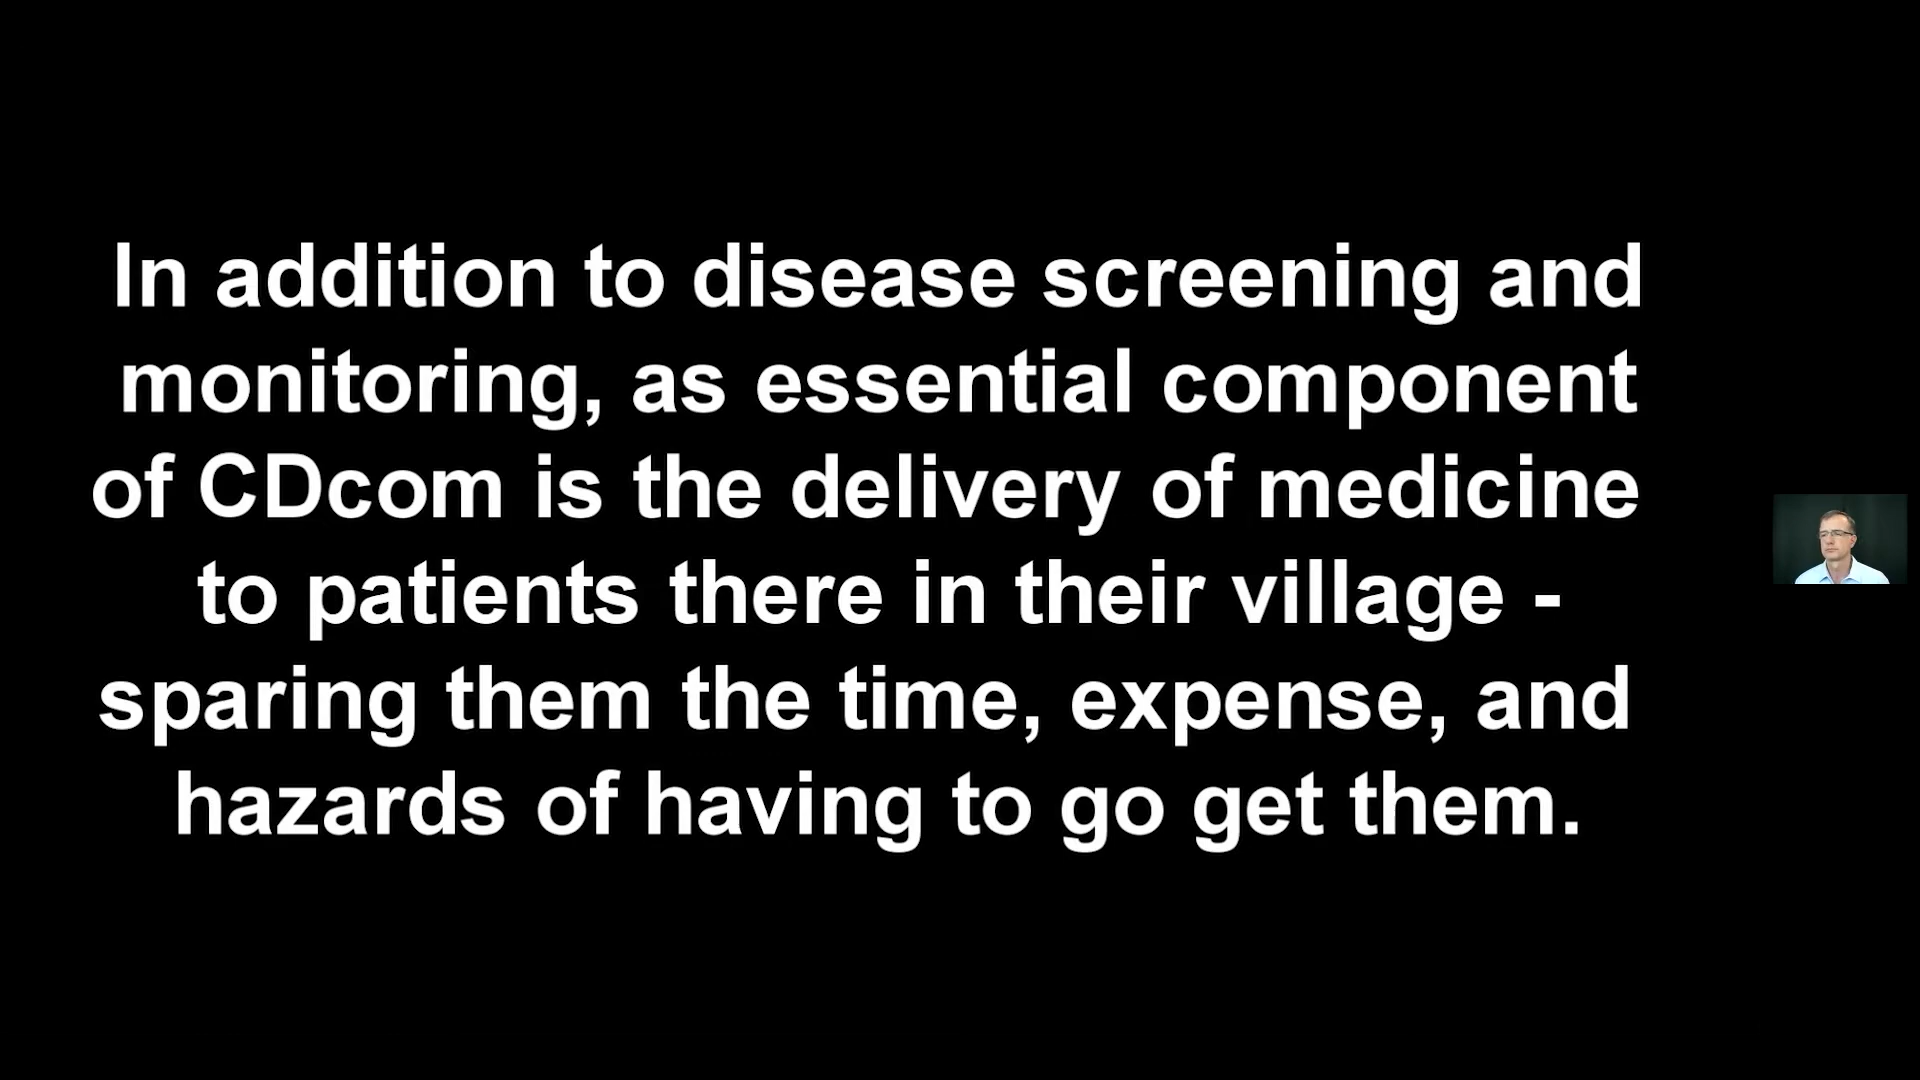 In addition to disease screening and
monitoring, as essential component
of CDcom is the delivery of medicine
to patients there in their village -
sparing them the time, expense, and
hazards of having to go get them.